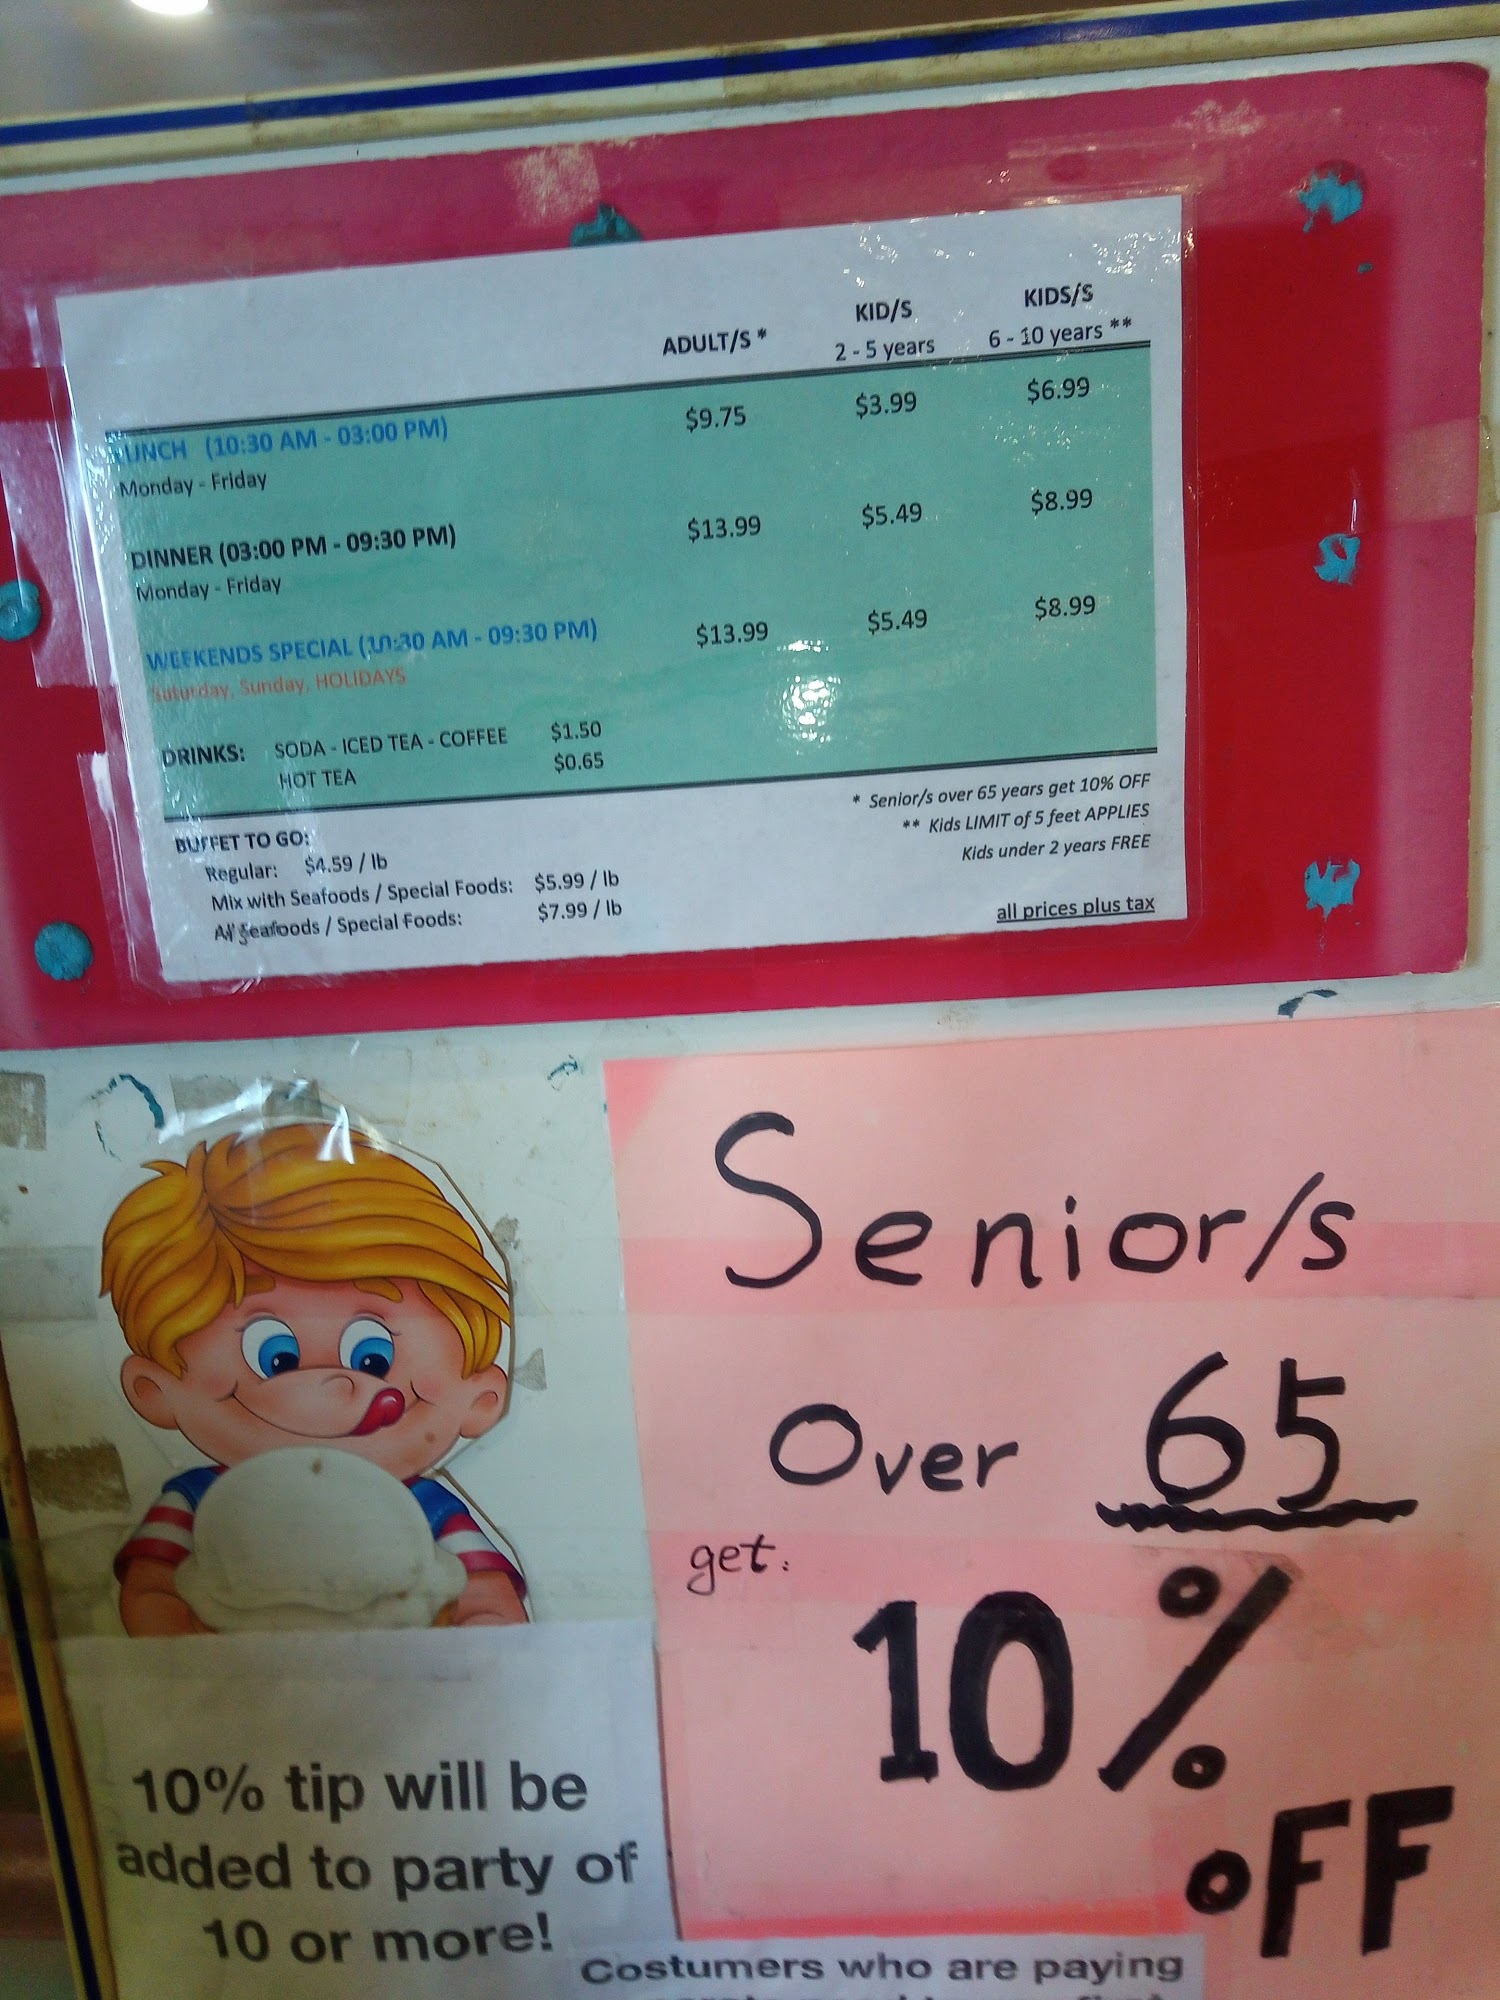 ADULT/S * KID/S KIDS/S
2 - 5 years 6 - 10 years **
LUNCH (10:30 AM - 03:00 PM) $9.75 $3.99 $6.99
Monday - Friday
DINNER (03:00 PM - 09:30 PM) $13.99 $5.49 $8.99
Monday - Friday
WEEKENDS SPECIAL (10:30 AM - 09:30 PM) $13.99 $5.49 $8.99
Saturday, Sunday, HOLIDAYS
DRINKS: SODA - ICED TEA - COFFEE $1.50
HOT TEA $0.65
BUFFET TO GO:
Regular: $4.59 / lb
Mix with Seafoods / Special Foods: $5.99 / lb
All Seafoods / Special Foods: $7.99 / lb
* Senior/s over 65 years get 10% OFF
** Kids LIMIT of 5 feet APPLIES
Kids under 2 years FREE
all prices plus tax
Senior/s
Over 65
get:
10%
OFF
10% tip will be
added to party of
10 or more!
Costumers who are paying